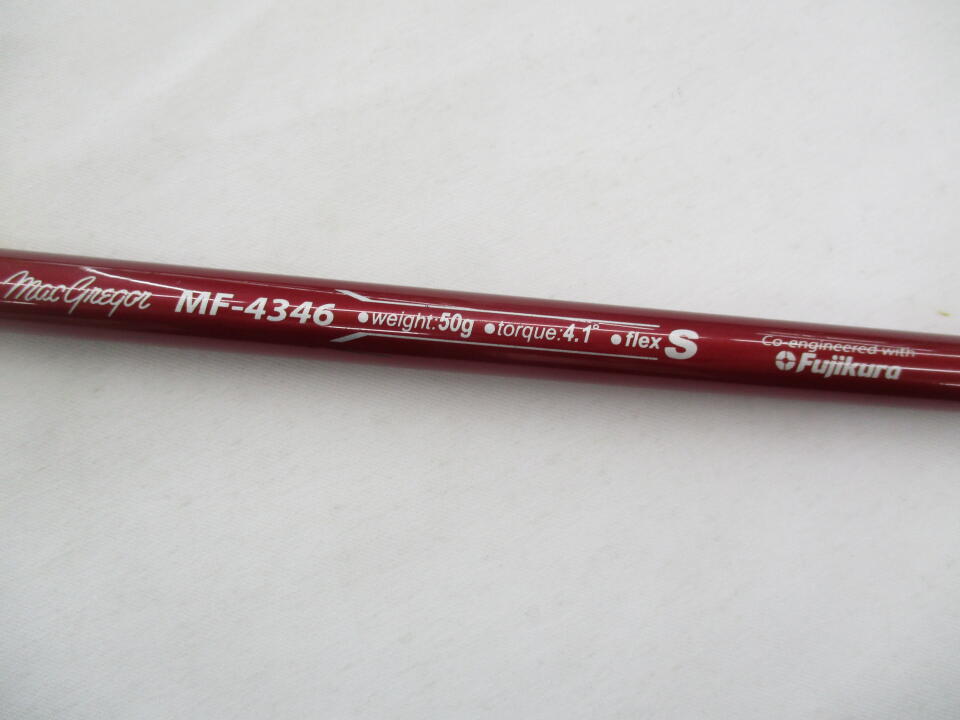 MacGregor MF-4346 •weight:50g •torque:4.1° •flex S
Co-engineered with
Fujikura